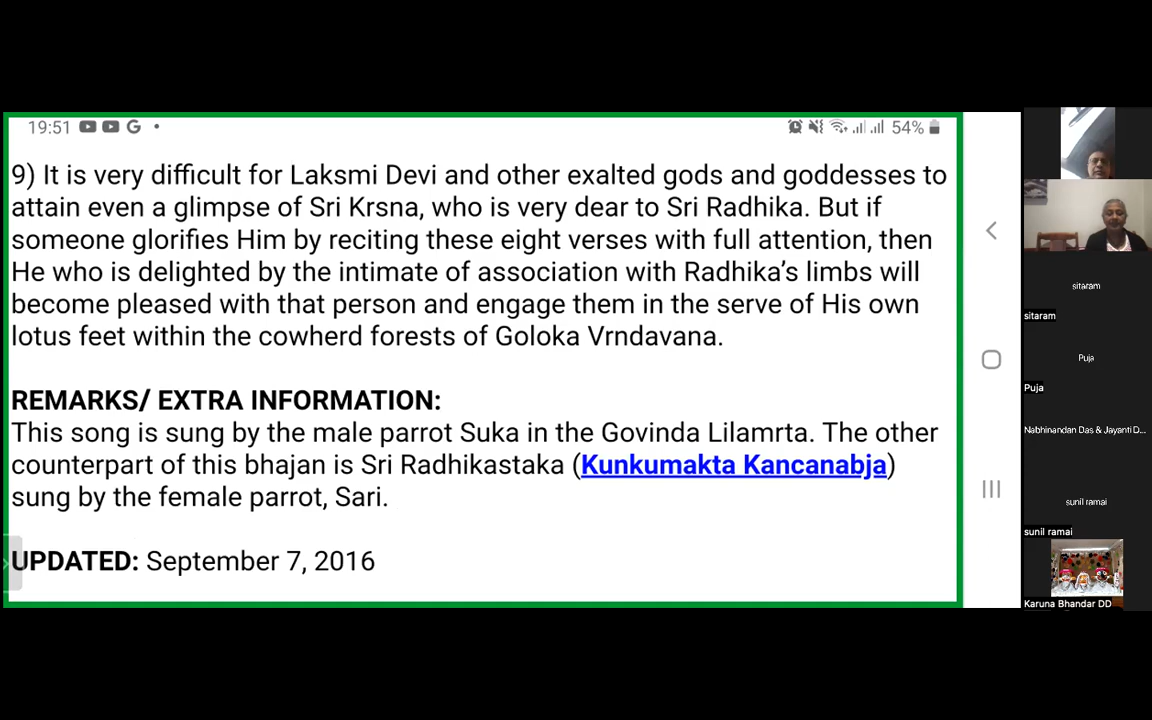 19:51 G • 54%
9) It is very difficult for Laksmi Devi and other exalted gods and goddesses to
attain even a glimpse of Sri Krsna, who is very dear to Sri Radhika. But if
someone glorifies Him by reciting these eight verses with full attention, then
He who is delighted by the intimate of association with Radhika's limbs will
become pleased with that person and engage them in the serve of His own
lotus feet within the cowherd forests of Goloka Vrndavana.
REMARKS/ EXTRA INFORMATION:
This song is sung by the male parrot Suka in the Govinda Lilamrta. The other
counterpart of this bhajan is Sri Radhikastaka (Kunkumakta Kancanabja)
sung by the female parrot, Sari.
UPDATED: September 7, 2016
sitaram
sitaram
Puja
Puja
Nabhinandan Das & Jayanti D...
sunil ramai
sunil ramai
Karuna Bhandar DD